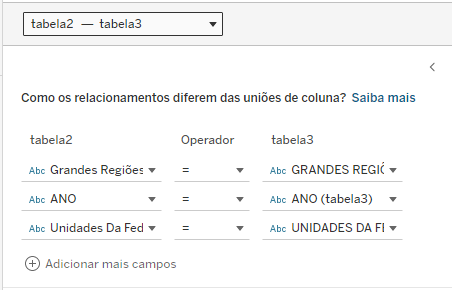 tabela2 — tabela3
Como os relacionamentos diferem das uniões de coluna? Saiba mais
tabela2 Operador tabela3
Abc Grandes Regiões = Abc GRANDES REGIÕ
Abc ANO = Abc ANO (tabela3)
Abc Unidades Da Fed = Abc UNIDADES DA FI
Adicionar mais campos